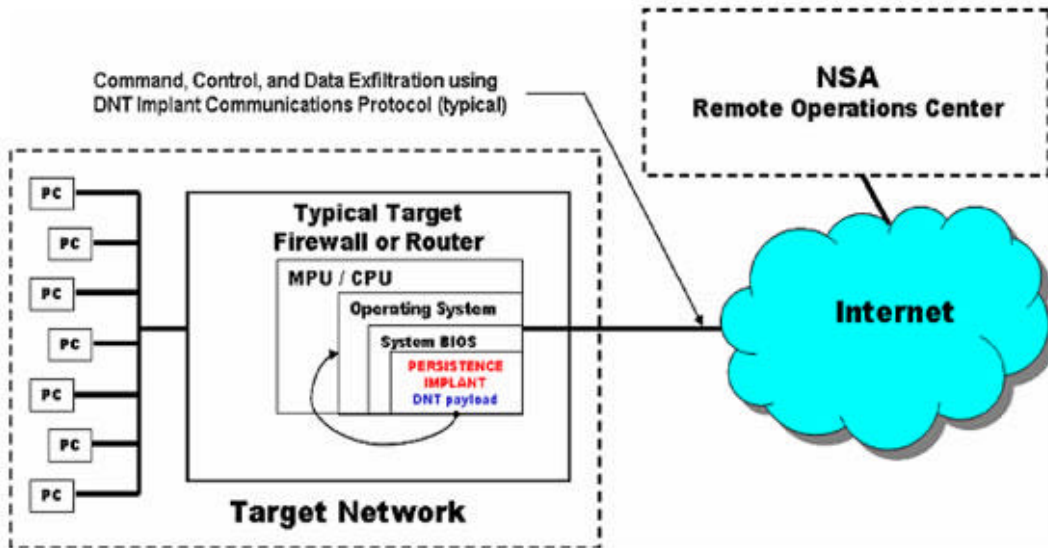 Command, Control, and Data Exfiltration using
DNT Implant Communications Protocol (typical)
NSA
Remote Operations Center
PC
PC
PC
PC
PC
PC
PC
Typical Target
Firewall or Router
MPU / CPU
Operating System
System BIOS
PERSISTENCE
IMPLANT
DNT payload
Internet
Target Network